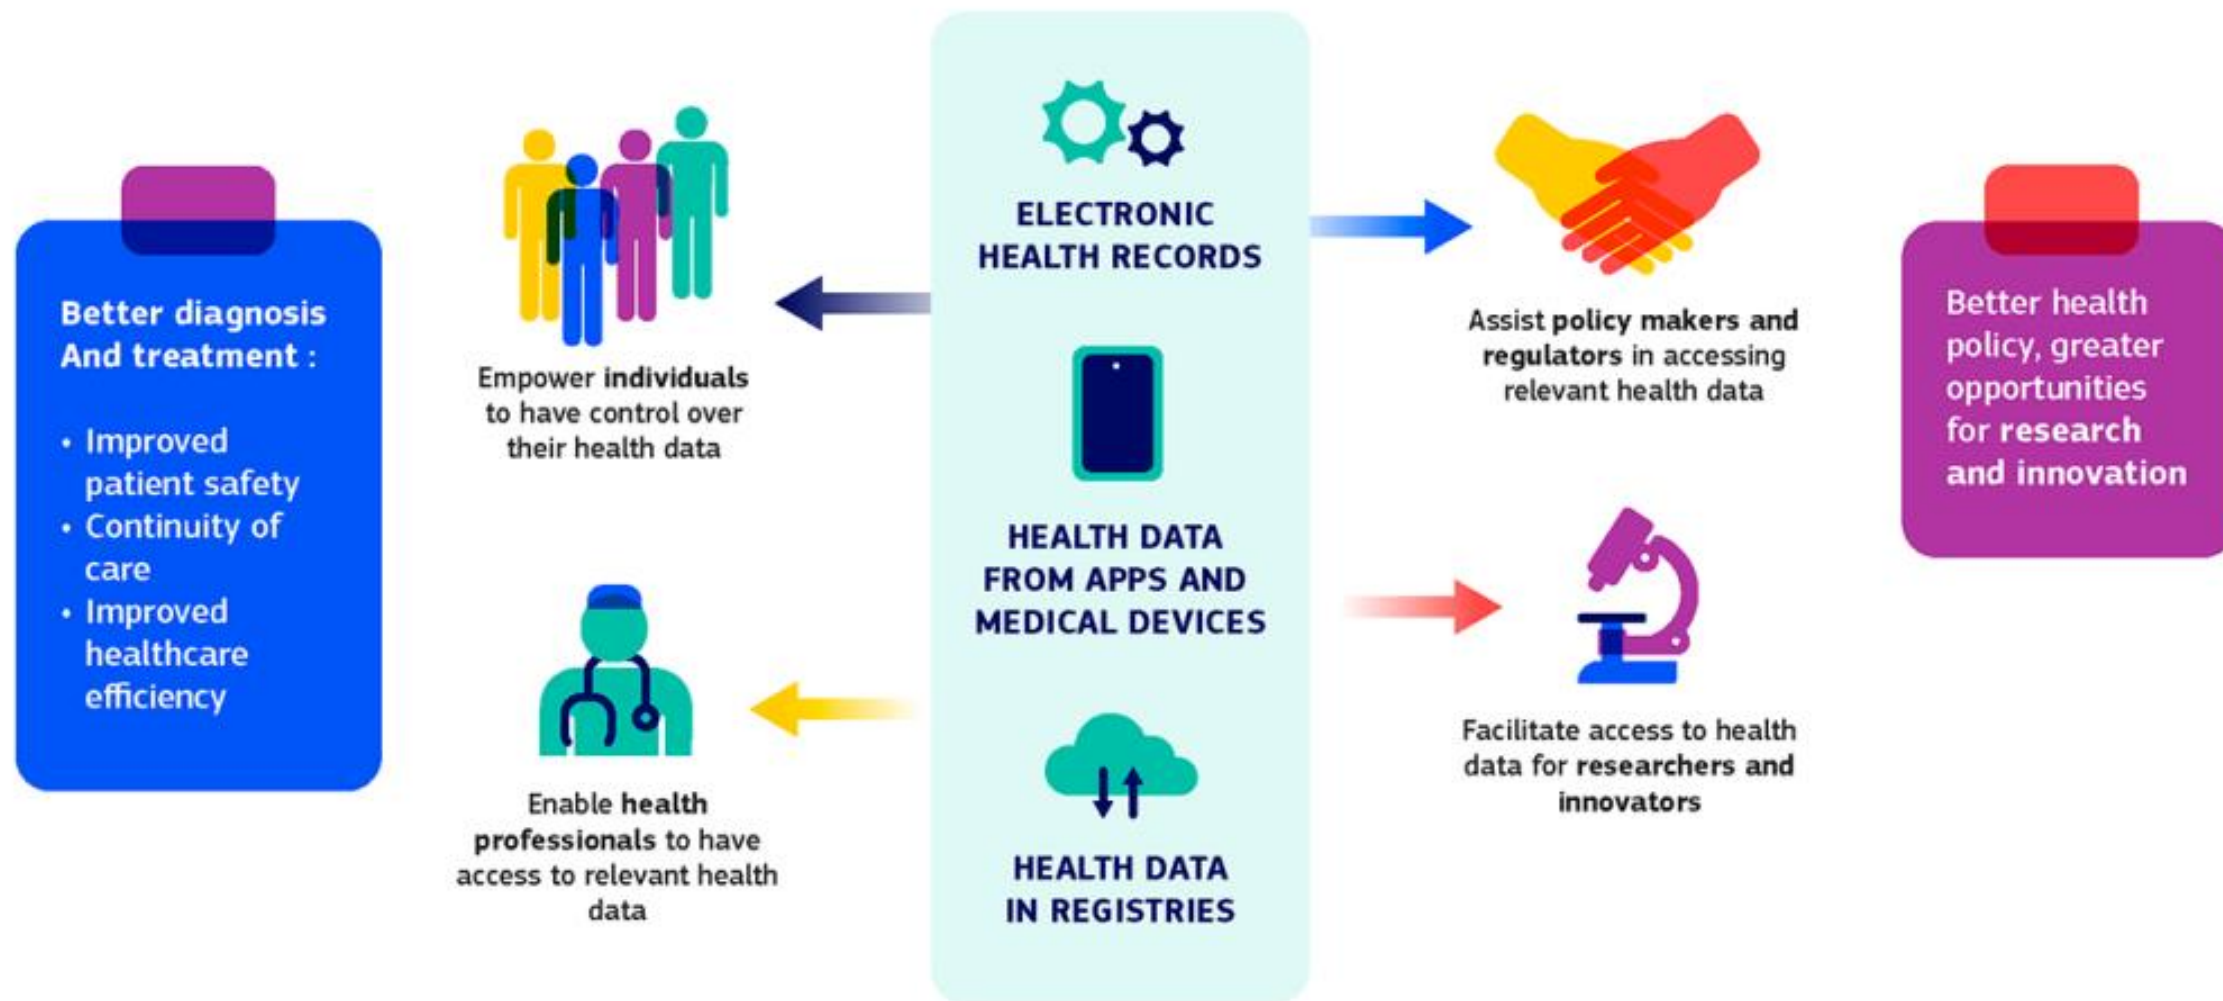 Better diagnosis
And treatment :
• Improved
patient safety
• Continuity of
care
• Improved
healthcare
efficiency
Empower individuals
to have control over
their health data
Enable health
professionals to have
access to relevant health
data
ELECTRONIC
HEALTH RECORDS
HEALTH DATA
FROM APPS AND
MEDICAL DEVICES
HEALTH DATA
IN REGISTRIES
Assist policy makers and
regulators in accessing
relevant health data
Facilitate access to health
data for researchers and
innovators
Better health
policy, greater
opportunities
for research
and innovation